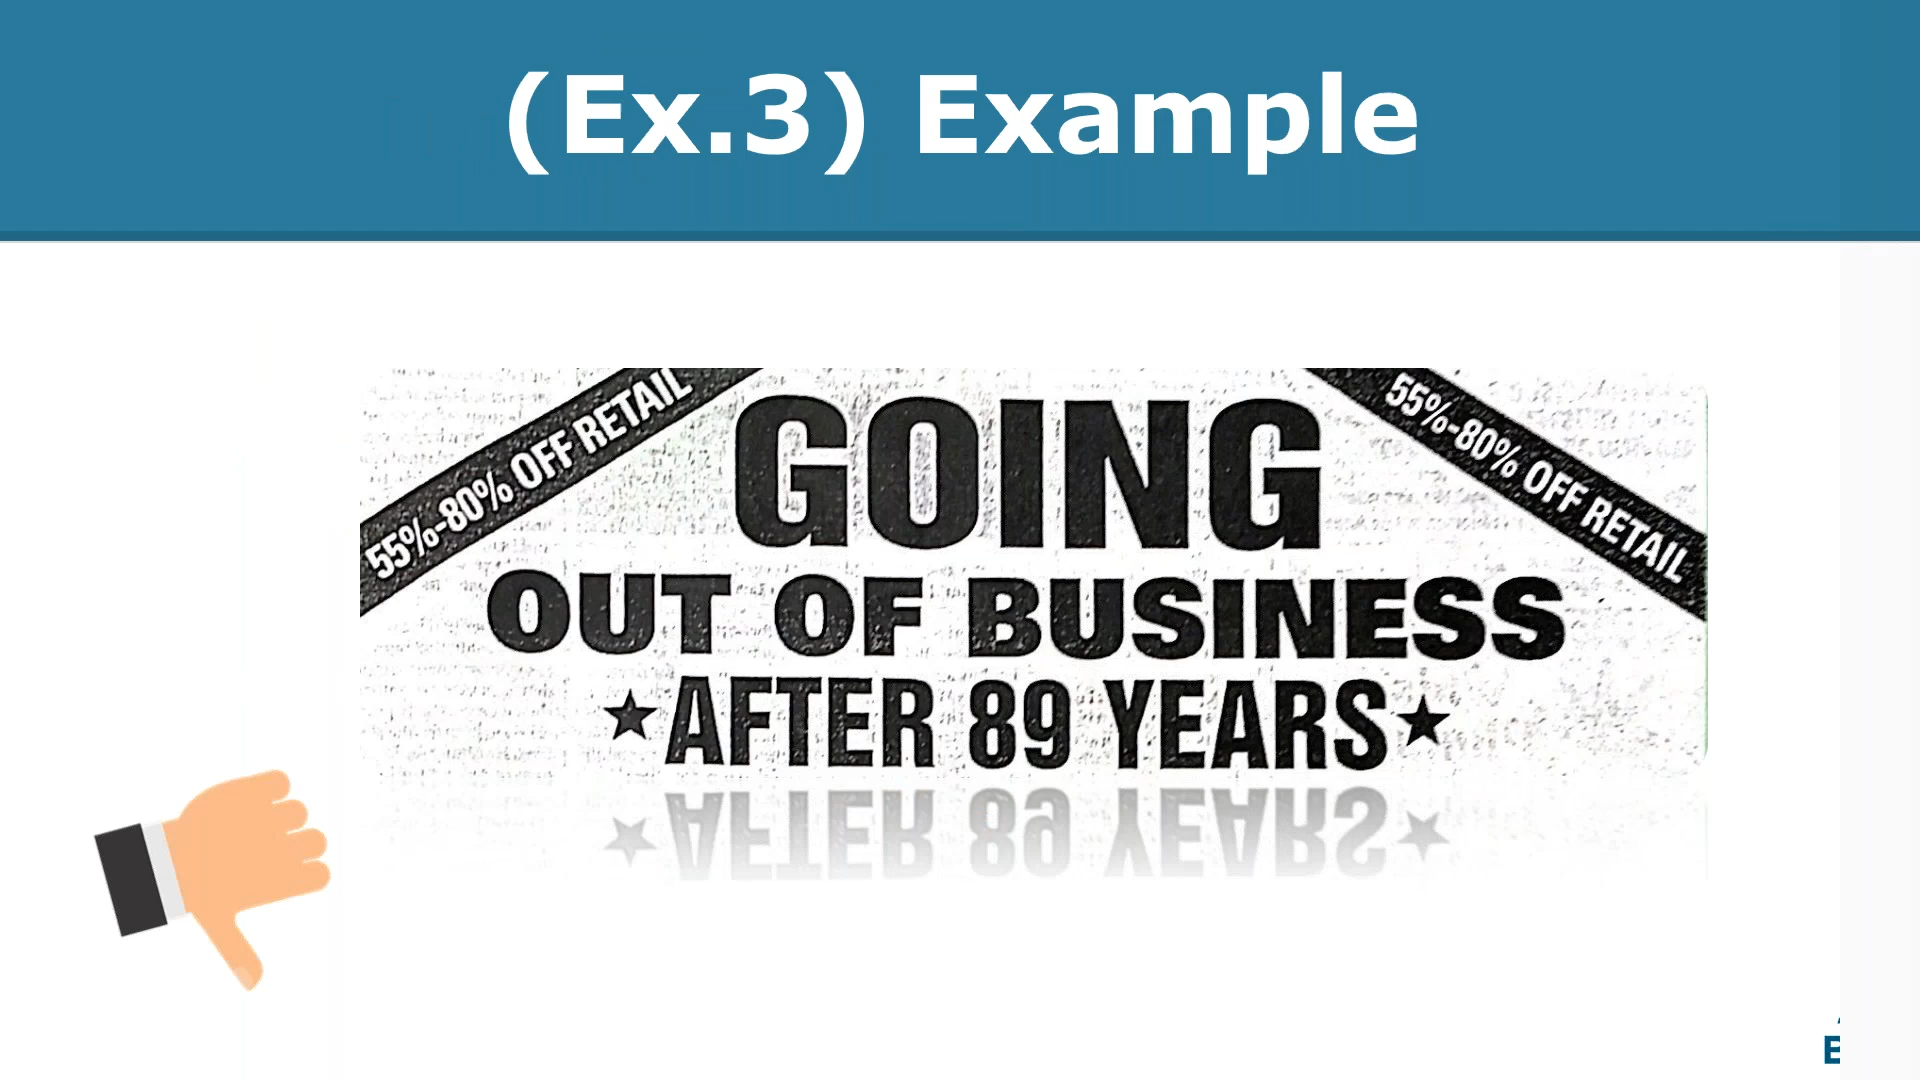 (Ex.3) Example
55%-80% OFF RETAIL
55%-80% OFF RETAIL
GOING
OUT OF BUSINESS
★AFTER 89 YEARS★